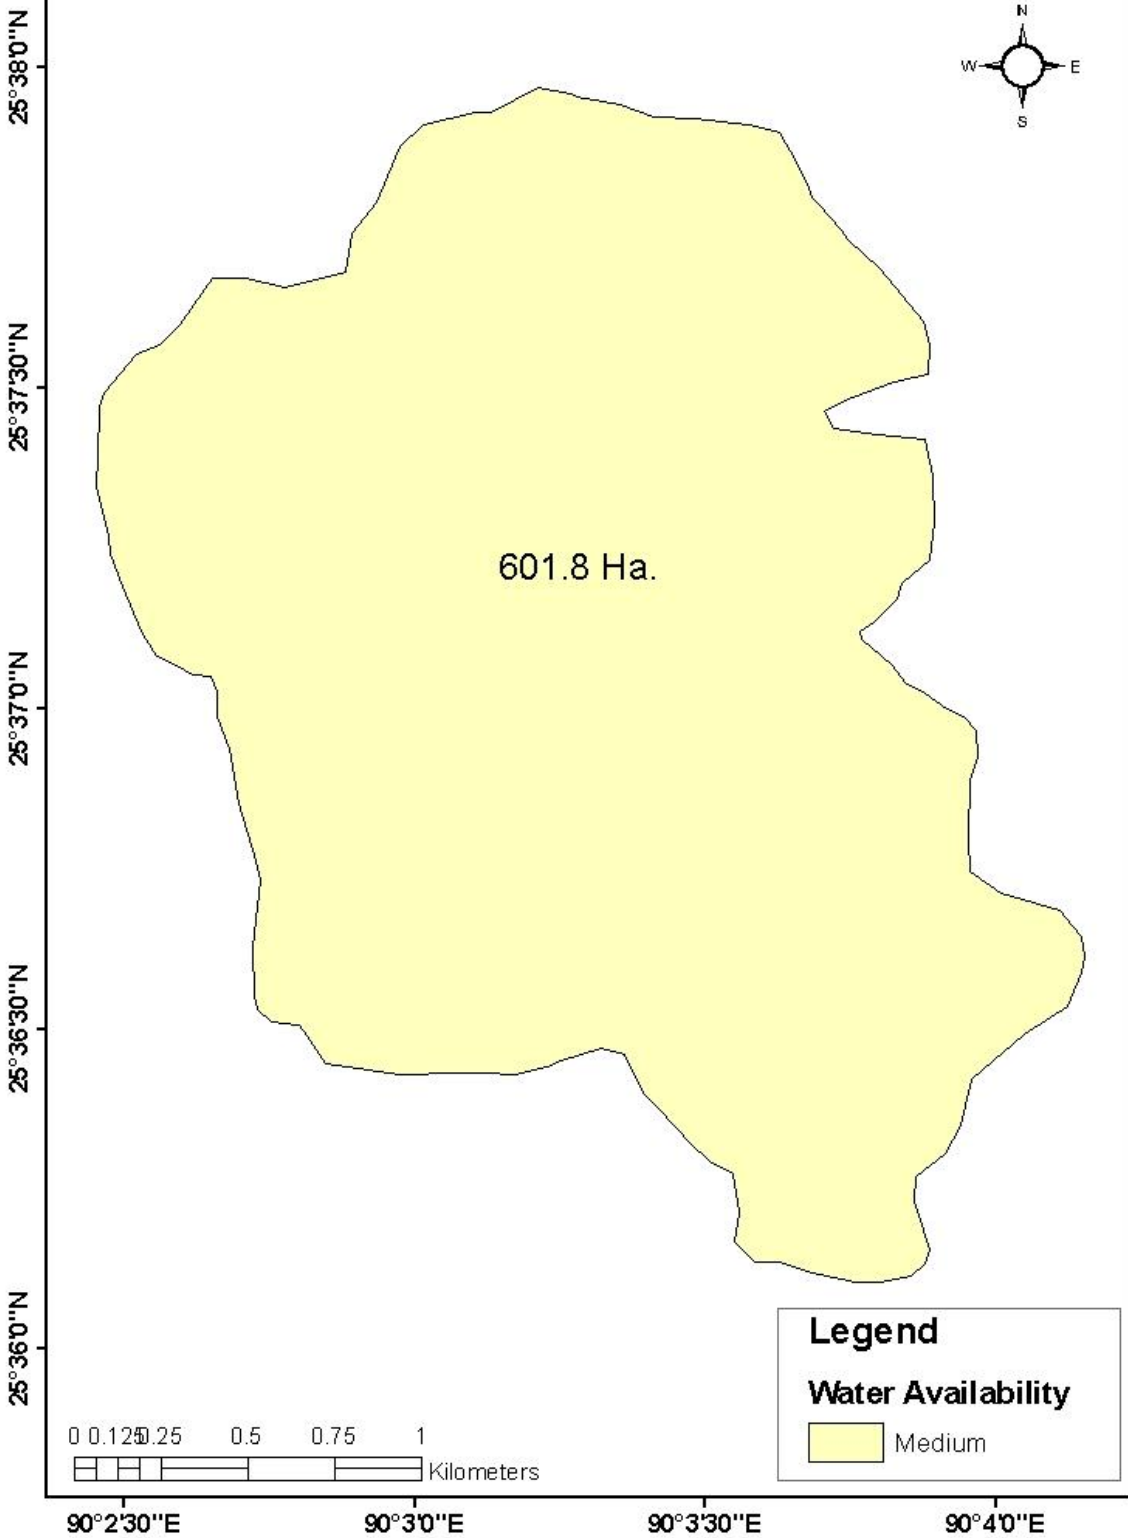 N
W E
S
25°38'0"N
25°37'30"N
25°37'0"N
25°36'30"N
25°36'0"N
601.8 Ha.
Legend
Water Availability
Medium
0 0.125 0.25 0.5 0.75 1
Kilometers
90°2'30"E 90°3'0"E 90°3'30"E 90°4'0"E